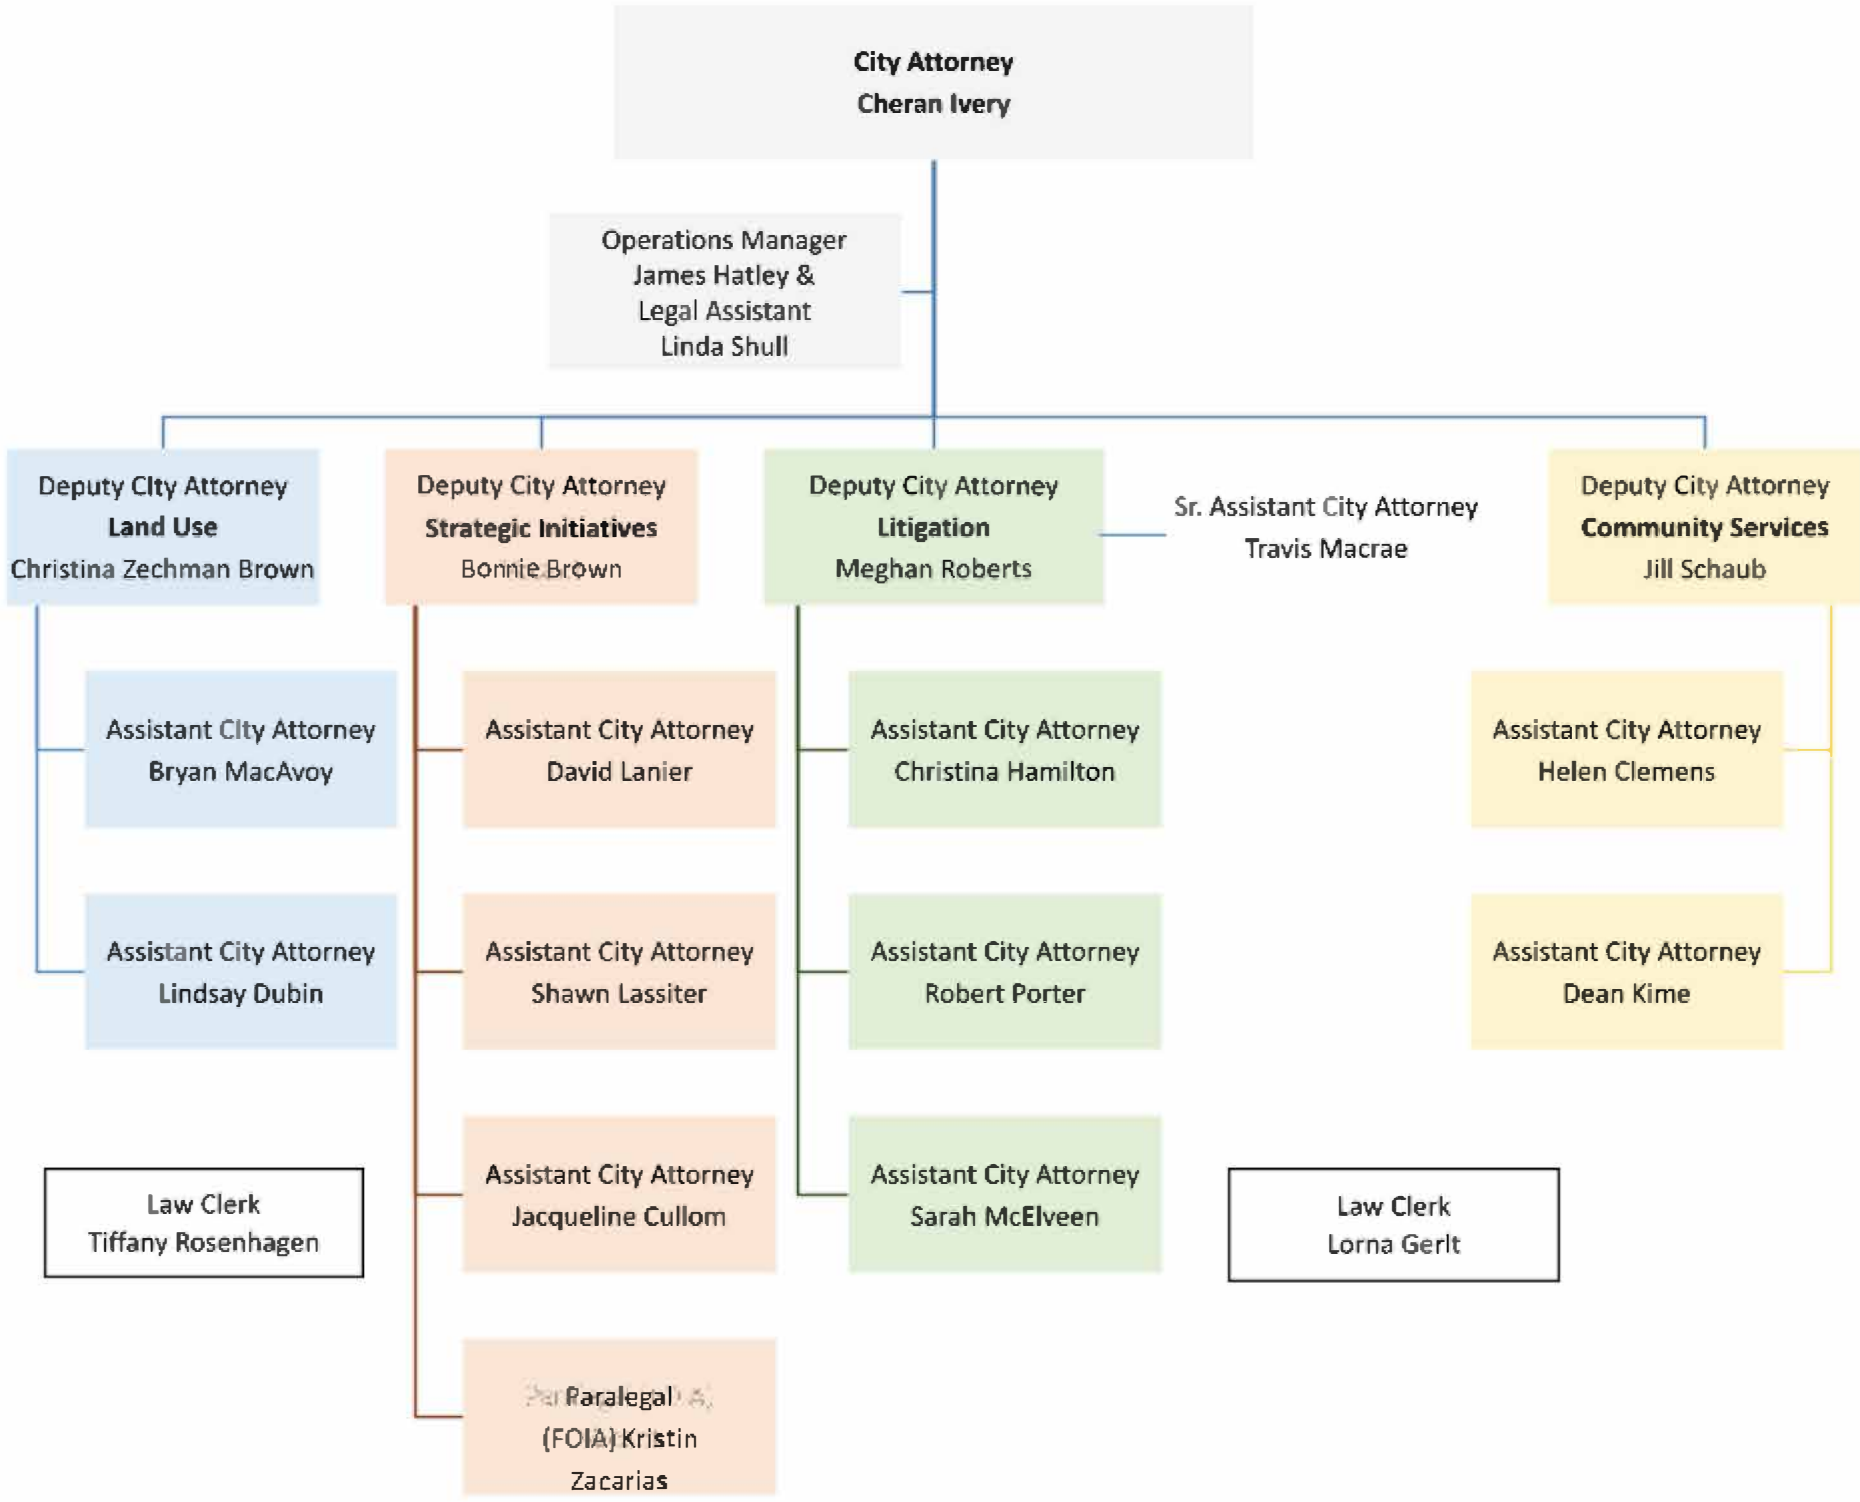 City Attorney
Cheran Ivery
Operations Manager
James Hatley &
Legal Assistant
Linda Shull
Deputy City Attorney
Land Use
Christina Zechman Brown
Deputy City Attorney
Strategic Initiatives
Bonnie Brown
Deputy City Attorney
Litigation
Meghan Roberts
Sr. Assistant City Attorney
Travis Macrae
Deputy City Attorney
Community Services
Jill Schaub
Assistant City Attorney
Bryan MacAvoy
Assistant City Attorney
David Lanier
Assistant City Attorney
Christina Hamilton
Assistant City Attorney
Helen Clemens
Assistant City Attorney
Lindsay Dubin
Assistant City Attorney
Shawn Lassiter
Assistant City Attorney
Robert Porter
Assistant City Attorney
Dean Kime
Law Clerk
Tiffany Rosenhagen
Assistant City Attorney
Jacqueline Cullom
Assistant City Attorney
Sarah McElveen
Law Clerk
Lorna Gerlt
Paralegal
(FOIA) Kristin
Zacarias